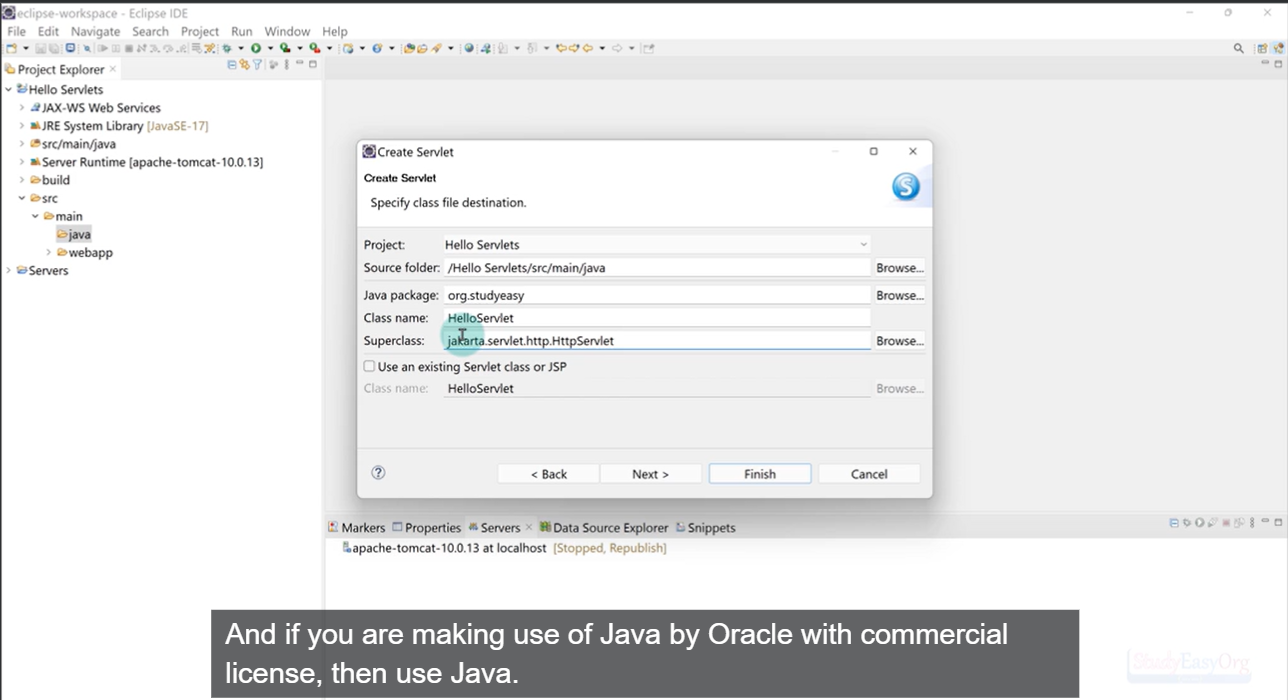 eclipse-workspace - Eclipse IDE
File Edit Navigate Search Project Run Window Help
Project Explorer
Hello Servlets
JAX-WS Web Services
JRE System Library [JavaSE-17]
src/main/java
Server Runtime [apache-tomcat-10.0.13]
build
src
main
java
webapp
Servers
Create Servlet
Create Servlet
Specify class file destination.
Project: Hello Servlets
Source folder: /Hello Servlets/src/main/java Browse...
Java package: org.studyeasy Browse...
Class name: HelloServlet
Superclass: jakarta.servlet.http.HttpServlet Browse...
Use an existing Servlet class or JSP
Class name: HelloServlet Browse...
< Back Next > Finish Cancel
Markers Properties Servers Data Source Explorer Snippets
apache-tomcat-10.0.13 at localhost [Stopped, Republish]
And if you are making use of Java by Oracle with commercial
license, then use Java.
StudyEasyOrg